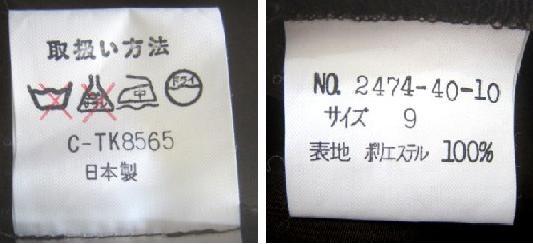 取扱い方法
中 ドライ
C-TK8565
日本製
NO. 2474-40-10
サイズ 9
表地 ポリエステル 100%